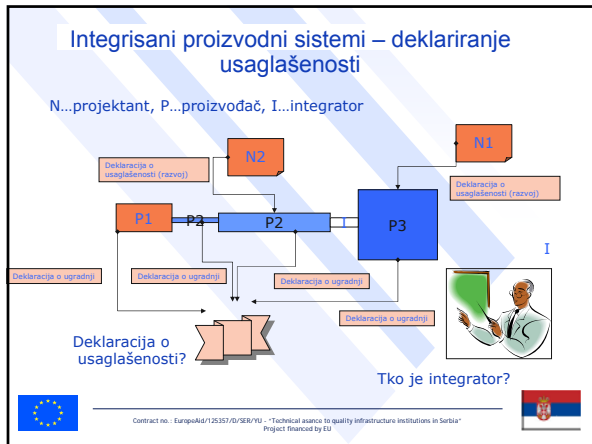 Integrisani proizvodni sistemi – deklariranje
usaglašenosti
N...projektant, P...proizvođač, I...integrator
N1
N2
Deklaracija o
usaglašenosti (razvoj)
Deklaracija o
usaglašenosti (razvoj)
P1
P2
P2
I
P3
I
Deklaracija o ugradnji
Deklaracija o ugradnji
Deklaracija o ugradnji
Deklaracija o ugradnji
Deklaracija o
usaglašenosti?
Tko je integrator?
Contract no.: EuropeAid/125357/D/SER/YU - "Technical asance to quality infrastructure institutions in Serbia"
Project financed by EU